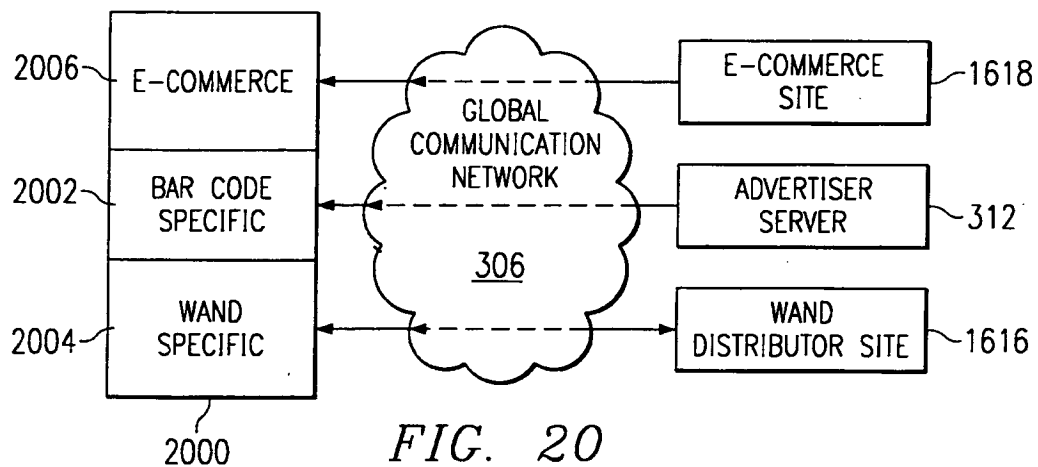 2006
E-COMMERCE
2002
BAR CODE
SPECIFIC
2004
WAND
SPECIFIC
2000
GLOBAL
COMMUNICATION
NETWORK
306
E-COMMERCE
SITE
1618
ADVERTISER
SERVER
312
WAND
DISTRIBUTOR SITE
1616
FIG. 20